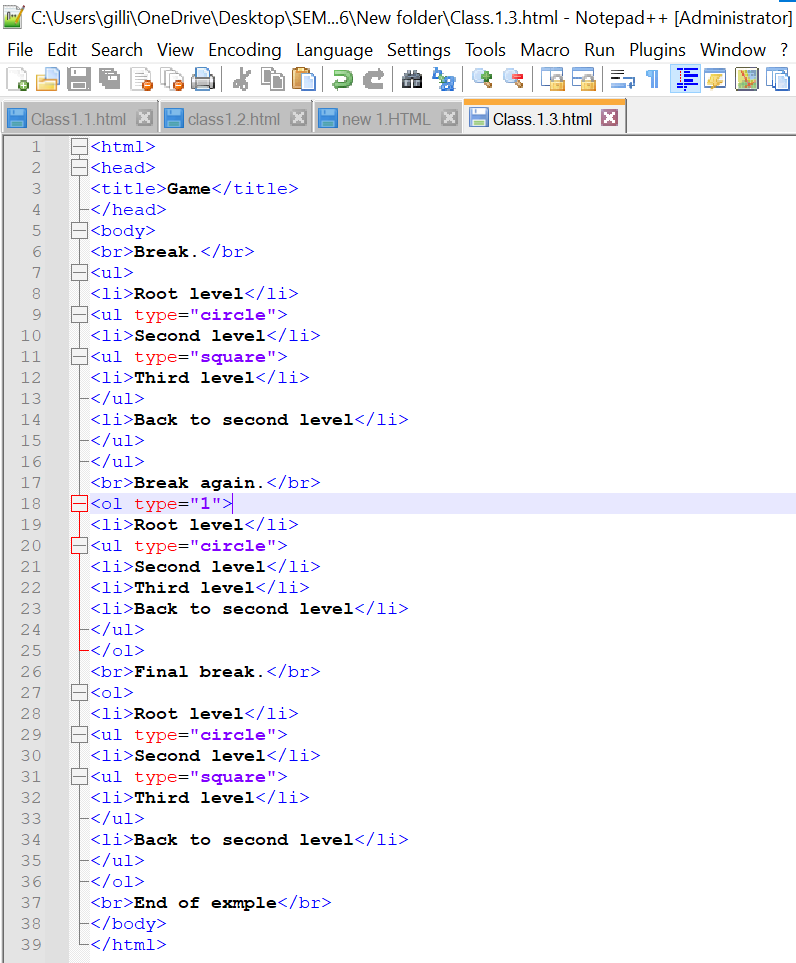 C:\Users\gilli\OneDrive\Desktop\SEM...6\New folder\Class.1.3.html - Notepad++ [Administrator]
File Edit Search View Encoding Language Settings Tools Macro Run Plugins Window ?
Class1.1.html class1.2.html new 1.HTML Class.1.3.html
1 <html>
2 <head>
3 <title>Game</title>
4 </head>
5 <body>
6 <br>Break.</br>
7 <ul>
8 <li>Root level</li>
9 <ul type="circle">
10 <li>Second level</li>
11 <ul type="square">
12 <li>Third level</li>
13 </ul>
14 <li>Back to second level</li>
15 </ul>
16 </ul>
17 <br>Break again.</br>
18 <ol type="1">
19 <li>Root level</li>
20 <ul type="circle">
21 <li>Second level</li>
22 <li>Third level</li>
23 <li>Back to second level</li>
24 </ul>
25 </ol>
26 <br>Final break.</br>
27 <ol>
28 <li>Root level</li>
29 <ul type="circle">
30 <li>Second level</li>
31 <ul type="square">
32 <li>Third level</li>
33 </ul>
34 <li>Back to second level</li>
35 </ul>
36 </ol>
37 <br>End of exmple</br>
38 </body>
39 </html>